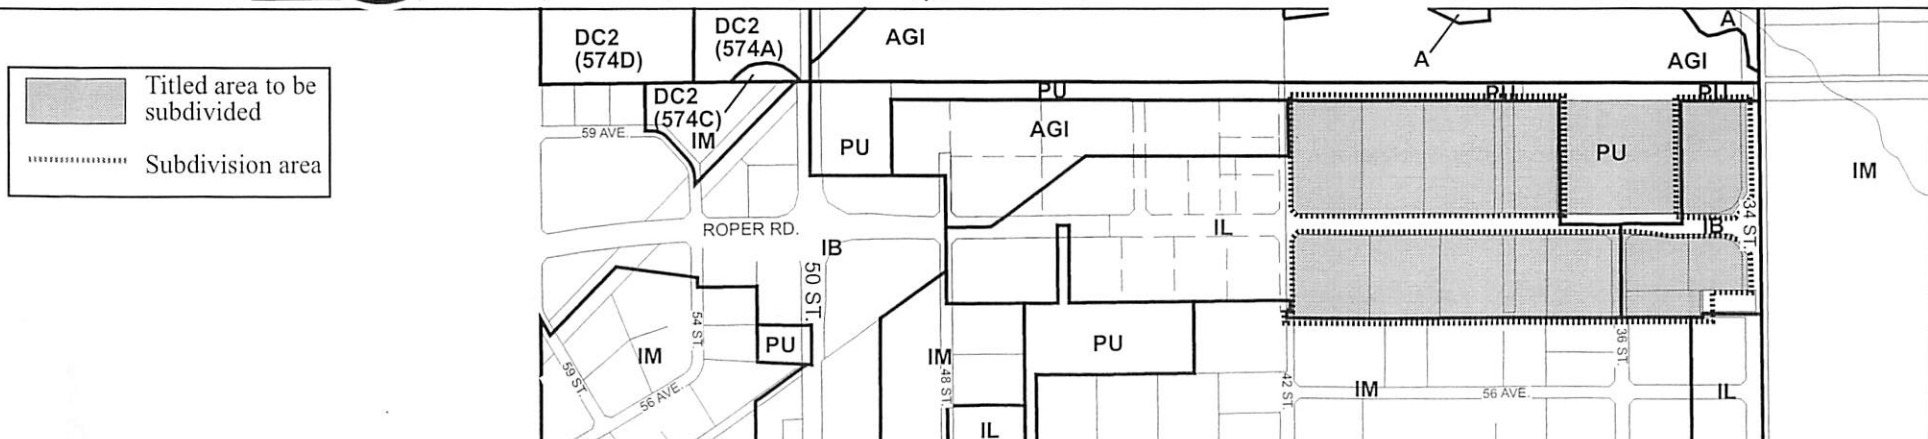 Titled area to be
subdivided
Subdivision area
DC2
(574D)
DC2
(574A)
AGI
A
A
AGI
DC2
(574C)
IM
59 AVE.
PU
PU
AGI
PU
PU
PU
IM
ROPER RD.
IB
IL
IB
34 ST.
50 ST.
54 ST.
IM
PU
59 ST.
56 AVE.
IM
48 ST.
PU
IL
42 ST.
IM
56 AVE.
36 ST.
IL